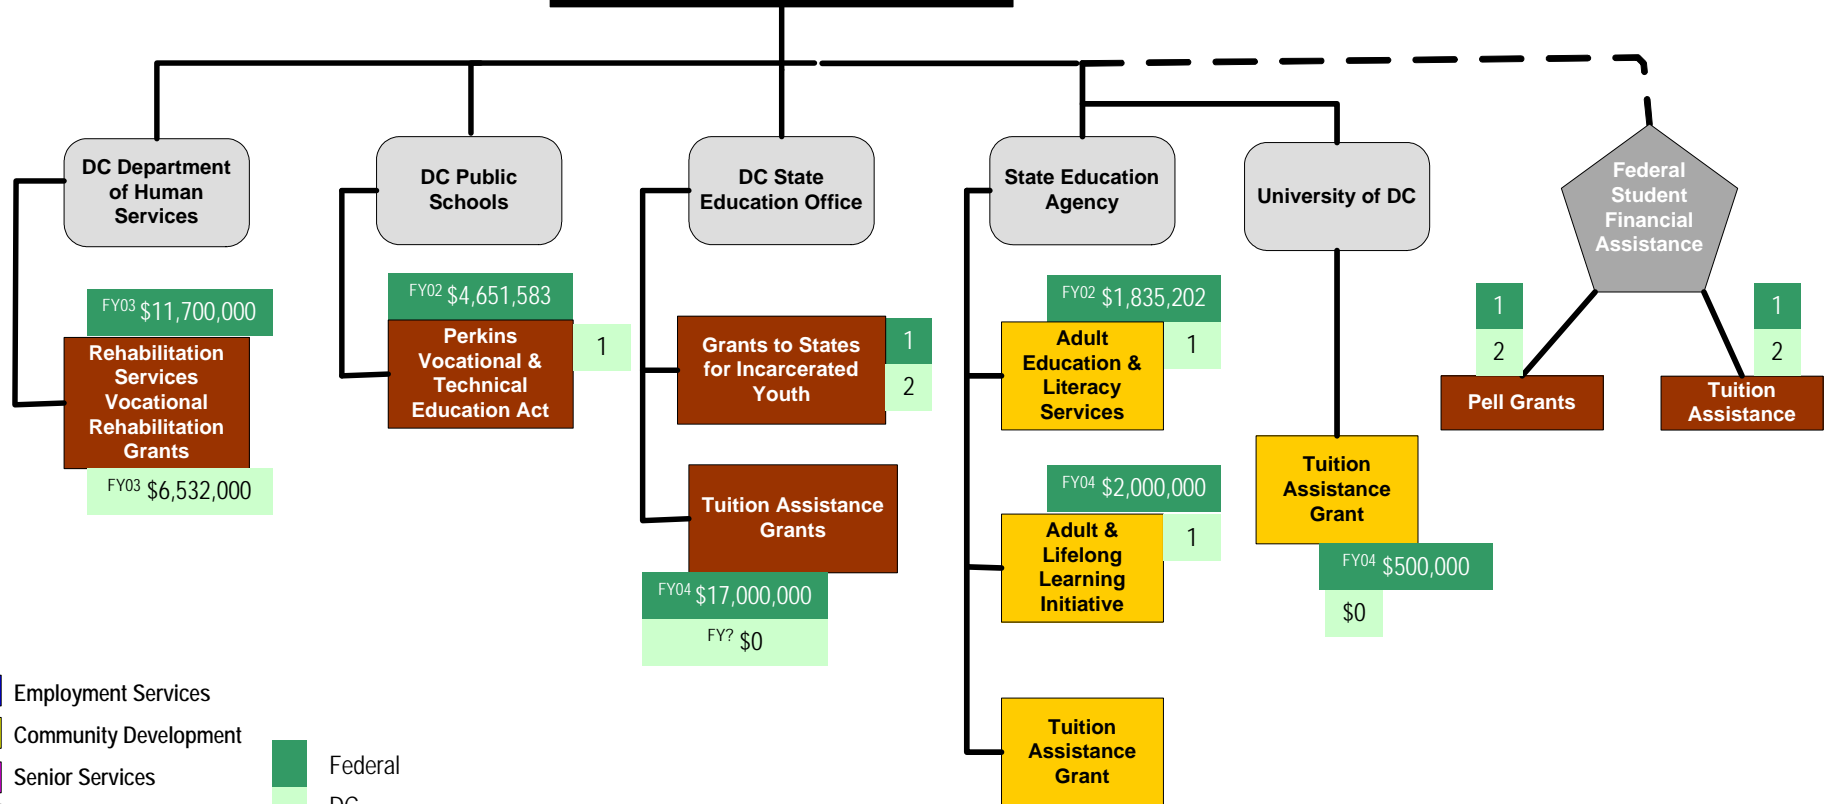 DC Department
of Human
Services
DC Public
Schools
DC State
Education Office
State Education
Agency
University of DC
Federal
Student
Financial
Assistance
FY03 $11,700,000
Rehabilitation
Services
Vocational
Rehabilitation
Grants
FY03 $6,532,000
FY02 $4,651,583
Perkins
Vocational &
Technical
Education Act
1
Grants to States
for Incarcerated
Youth
1
2
Tuition Assistance
Grants
FY04 $17,000,000
FY? $0
FY02 $1,835,202
Adult
Education &
Literacy
Services
1
FY04 $2,000,000
Adult &
Lifelong
Learning
Initiative
1
Tuition
Assistance
Grant
Tuition
Assistance
Grant
FY04 $500,000
$0
1
2
Pell Grants
1
2
Tuition
Assistance
Employment Services
Community Development
Senior Services
Federal
DC